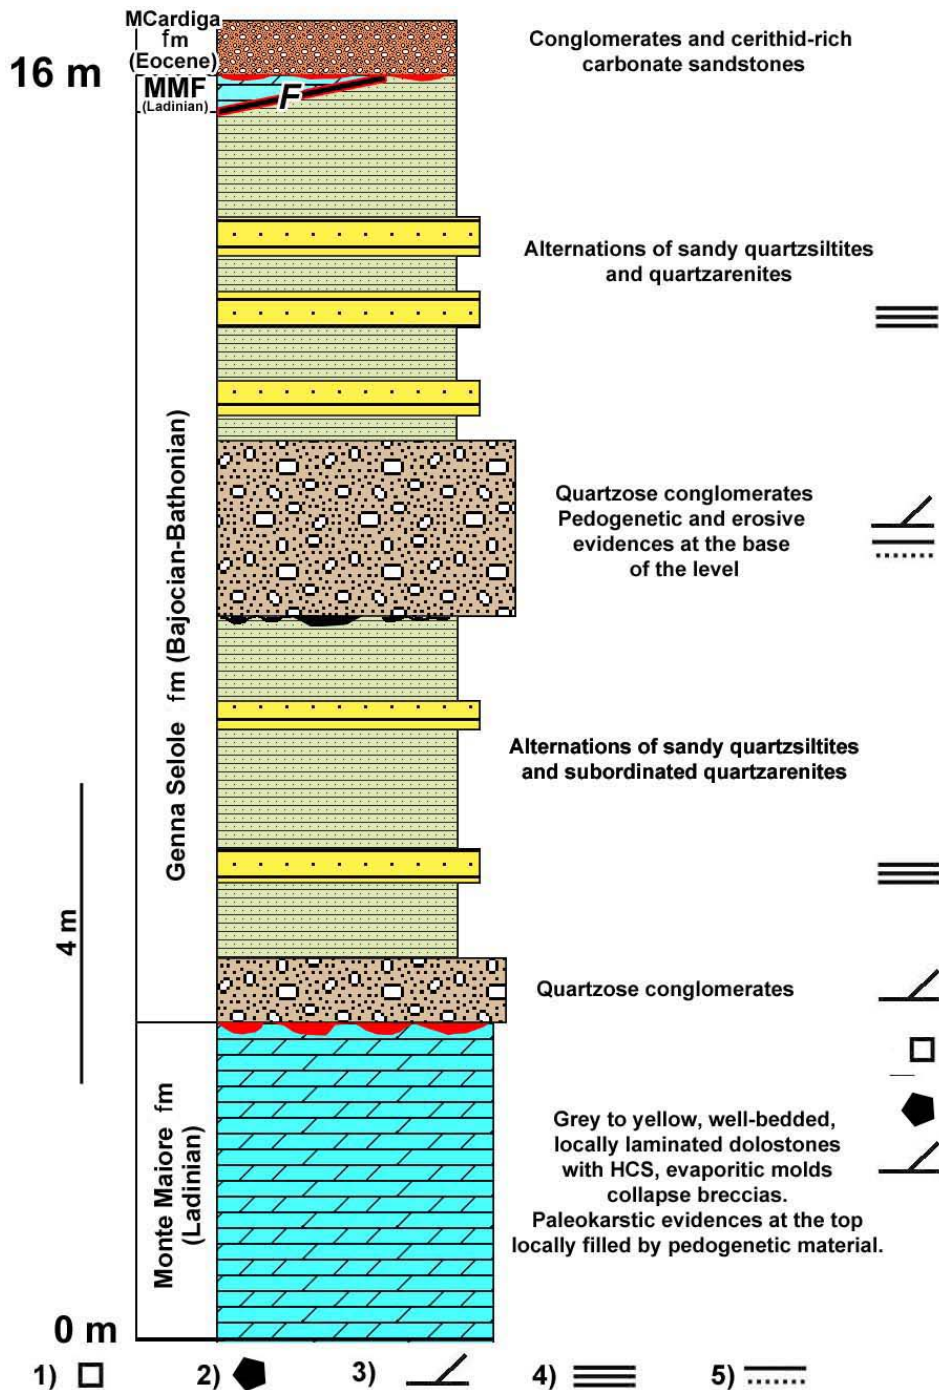 MCardiga
fm
(Eocene)
16 m
MMF
(Ladinian)
F
Conglomerates and cerithid-rich
carbonate sandstones
Alternations of sandy quartzsiltites
and quartzarenites
Genna Selole fm (Bajocian-Bathonian)
Quartzose conglomerates
Pedogenetic and erosive
evidences at the base
of the level
Alternations of sandy quartzsiltites
and subordinated quartzarenites
4 m
Quartzose conglomerates
Monte Maiore fm
(Ladinian)
Grey to yellow, well-bedded,
locally laminated dolostones
with HCS, evaporitic molds
collapse breccias.
Paleokarstic evidences at the top
locally filled by pedogenetic material.
0 m
1) 2) 3) 4) 5)